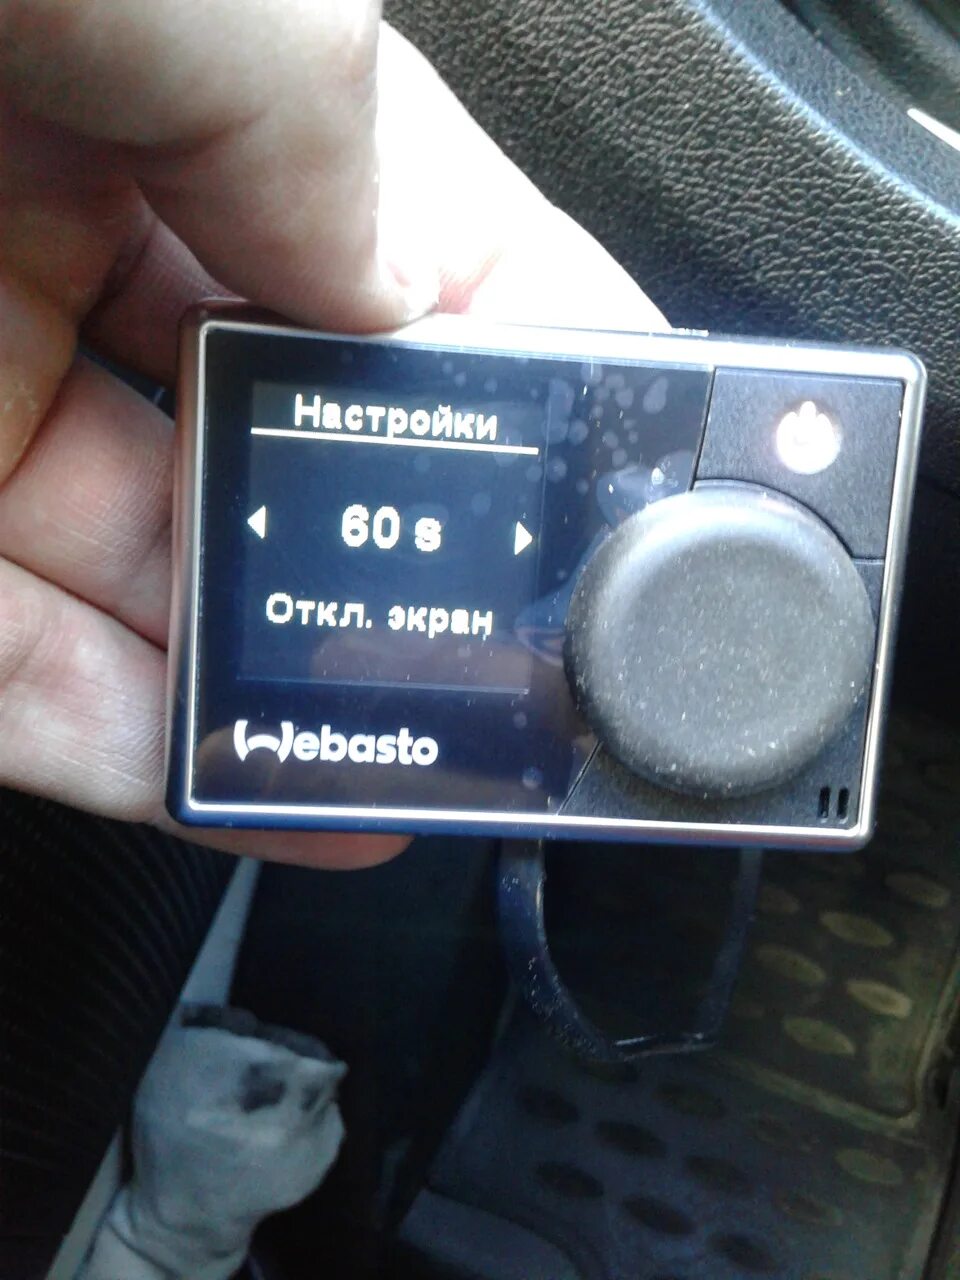 Настройки
60 s
Откл. экран
Webasto